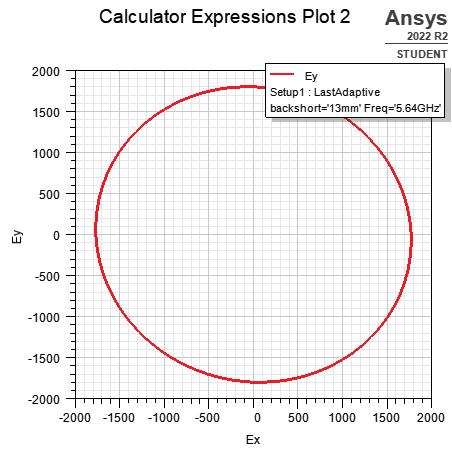 Calculator Expressions Plot 2
Ansys
2022 R2
STUDENT
Ey
Setup1 : LastAdaptive
backshort='13mm' Freq='5.64GHz'
2000
1500
1000
500
0
-500
-1000
-1500
-2000
Ey
-2000 -1500 -1000 -500 0 500 1000 1500 2000
Ex